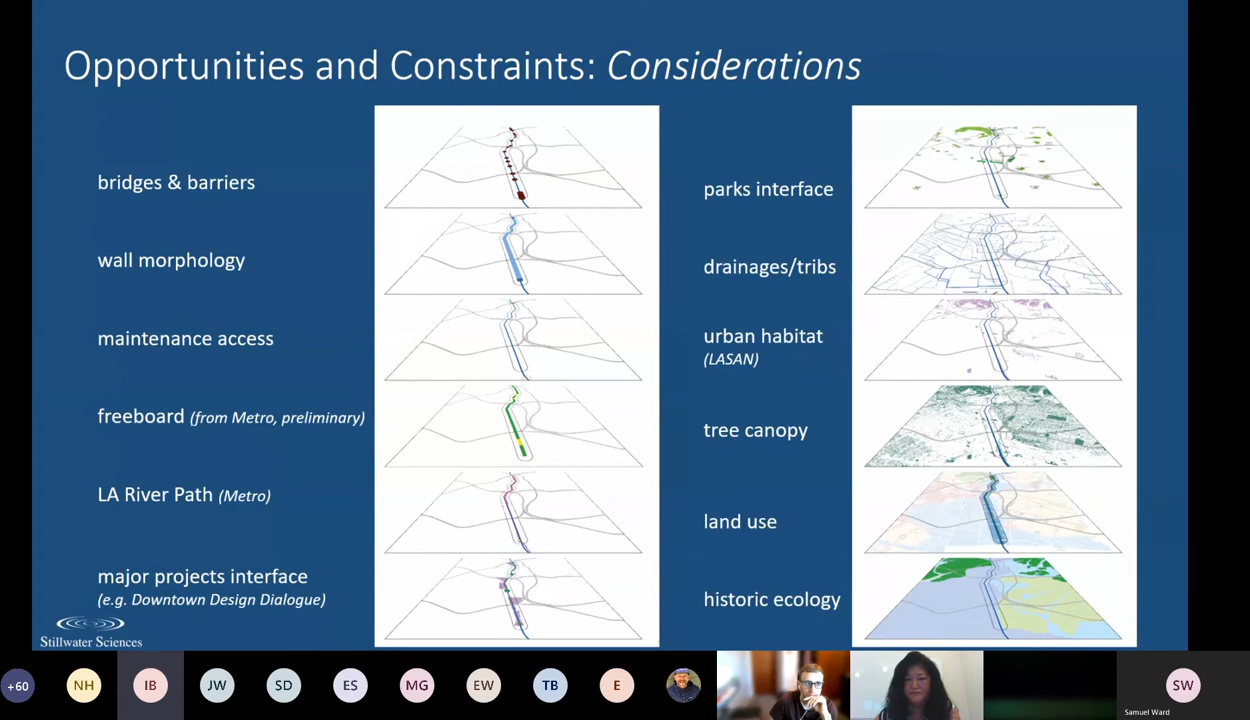 Opportunities and Constraints: Considerations
bridges & barriers
wall morphology
maintenance access
freeboard (from Metro, preliminary)
LA River Path (Metro)
major projects interface
(e.g. Downtown Design Dialogue)
Stillwater Sciences
parks interface
drainages/tribs
urban habitat
(LASAN)
tree canopy
land use
historic ecology
+60
NH
IB
JW
SD
ES
MG
EW
TB
E
SW
Samuel Ward